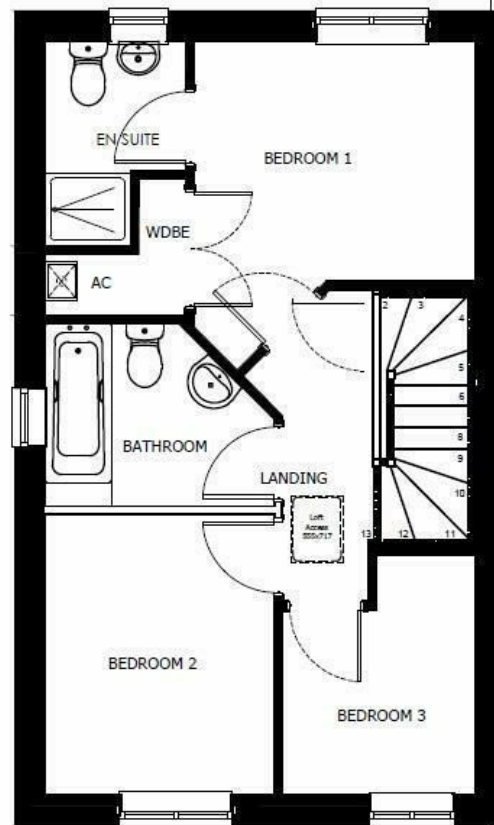 EN SUITE
BEDROOM 1
WDBE
AC
2
3
4
5
6
8
9
10
11
12
13
BATHROOM
LANDING
Loft
Access
555x717
BEDROOM 2
BEDROOM 3